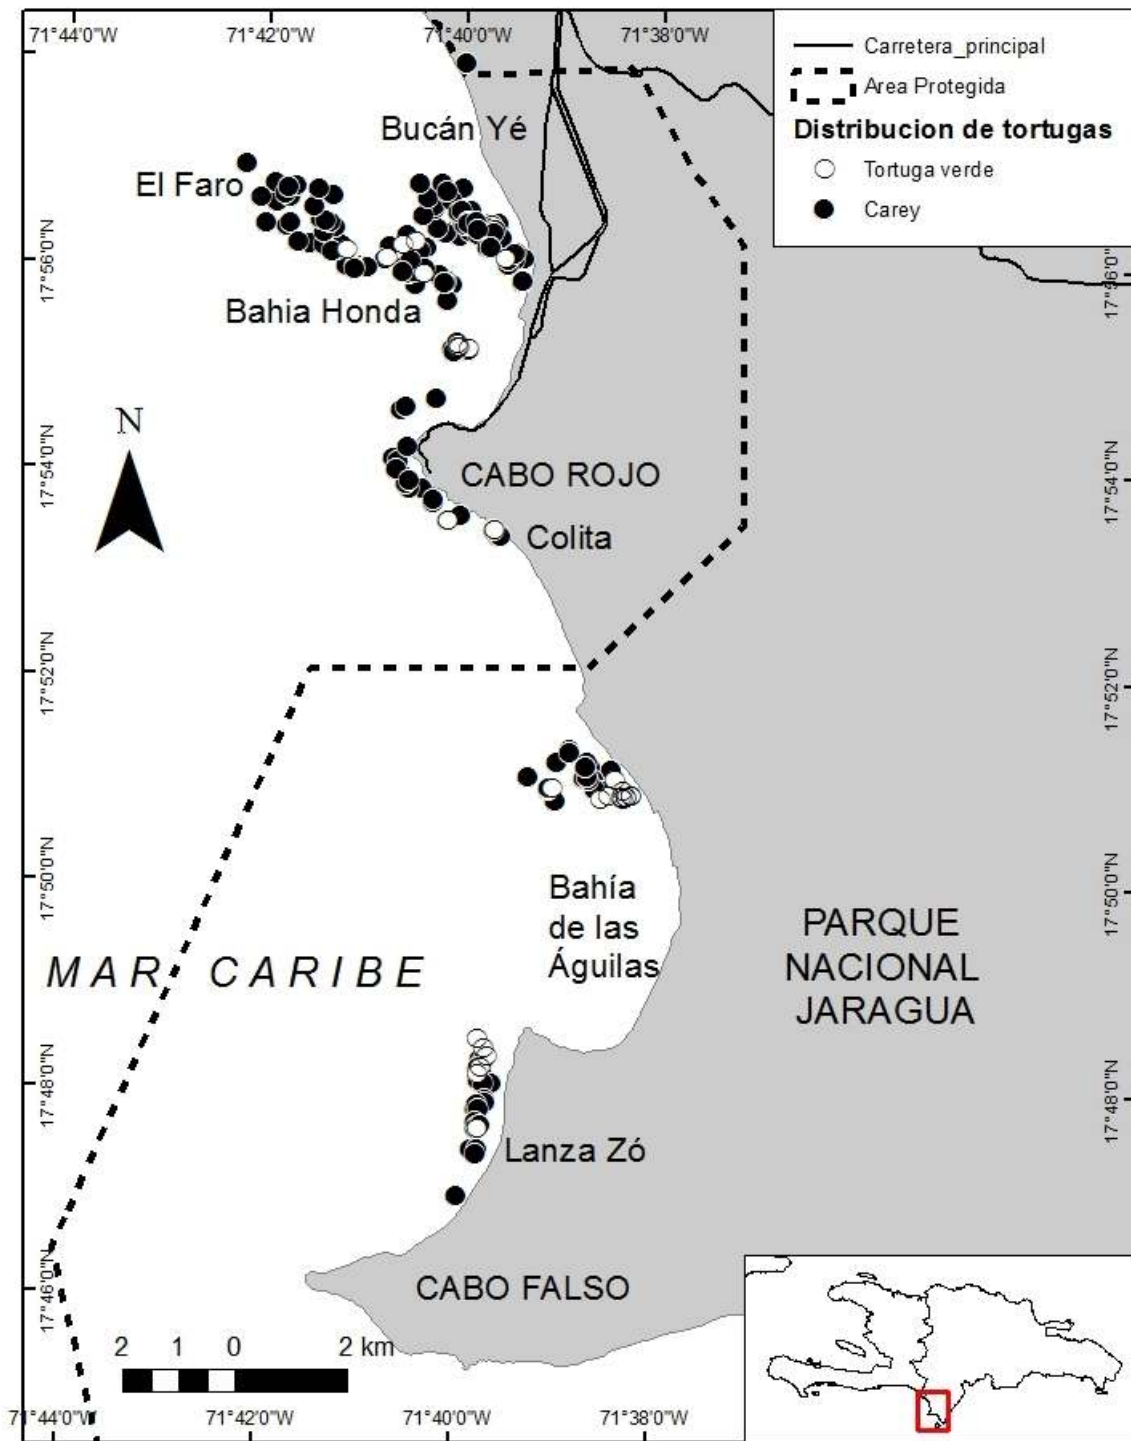 71°44'0"W
71°42'0"W
71°40'0"W
71°38'0"W
Carretera_principal
Area Protegida
Distribucion de tortugas
Tortuga verde
Carey
Bucán Yé
El Faro
17°56'0"N
17°56'0"N
Bahia Honda
N
17°54'0"N
CABO ROJO
17°54'0"N
Colita
17°52'0"N
17°52'0"N
17°50'0"N
Bahía
de las
Águilas
17°50'0"N
PARQUE
NACIONAL
JARAGUA
MAR CARIBE
17°48'0"N
17°48'0"N
Lanza Zó
17°46'0"N
CABO FALSO
2 1 0 2 km
71°44'0"W
71°42'0"W
71°40'0"W
71°38'0"W